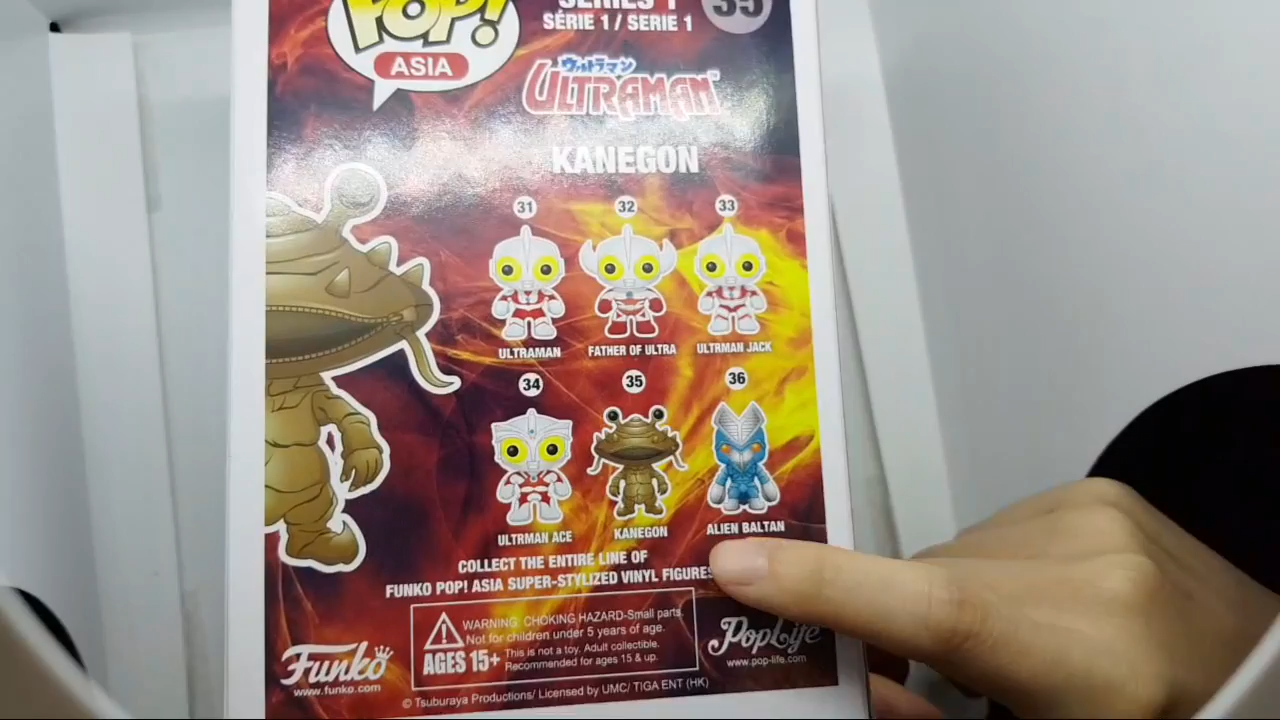 POP!
ASIA
SERIES 1
SÉRIE 1 / SERIE 1
35
ウルトラマン
ULTRAMAN
KANEGON
31
32
33
ULTRAMAN
FATHER OF ULTRA
ULTRMAN JACK
34
35
36
ULTRMAN ACE
KANEGON
ALIEN BALTAN
COLLECT THE ENTIRE LINE OF
FUNKO POP! ASIA SUPER-STYLIZED VINYL FIGURES
WARNING: CHOKING HAZARD-Small parts.
Not for children under 5 years of age.
AGES 15+
This is not a toy. Adult collectible.
Recommended for ages 15 & up.
Funko
www.funko.com
PopLife
www.pop-life.com
© Tsuburaya Productions/ Licensed by UMC/ TIGA ENT (HK)